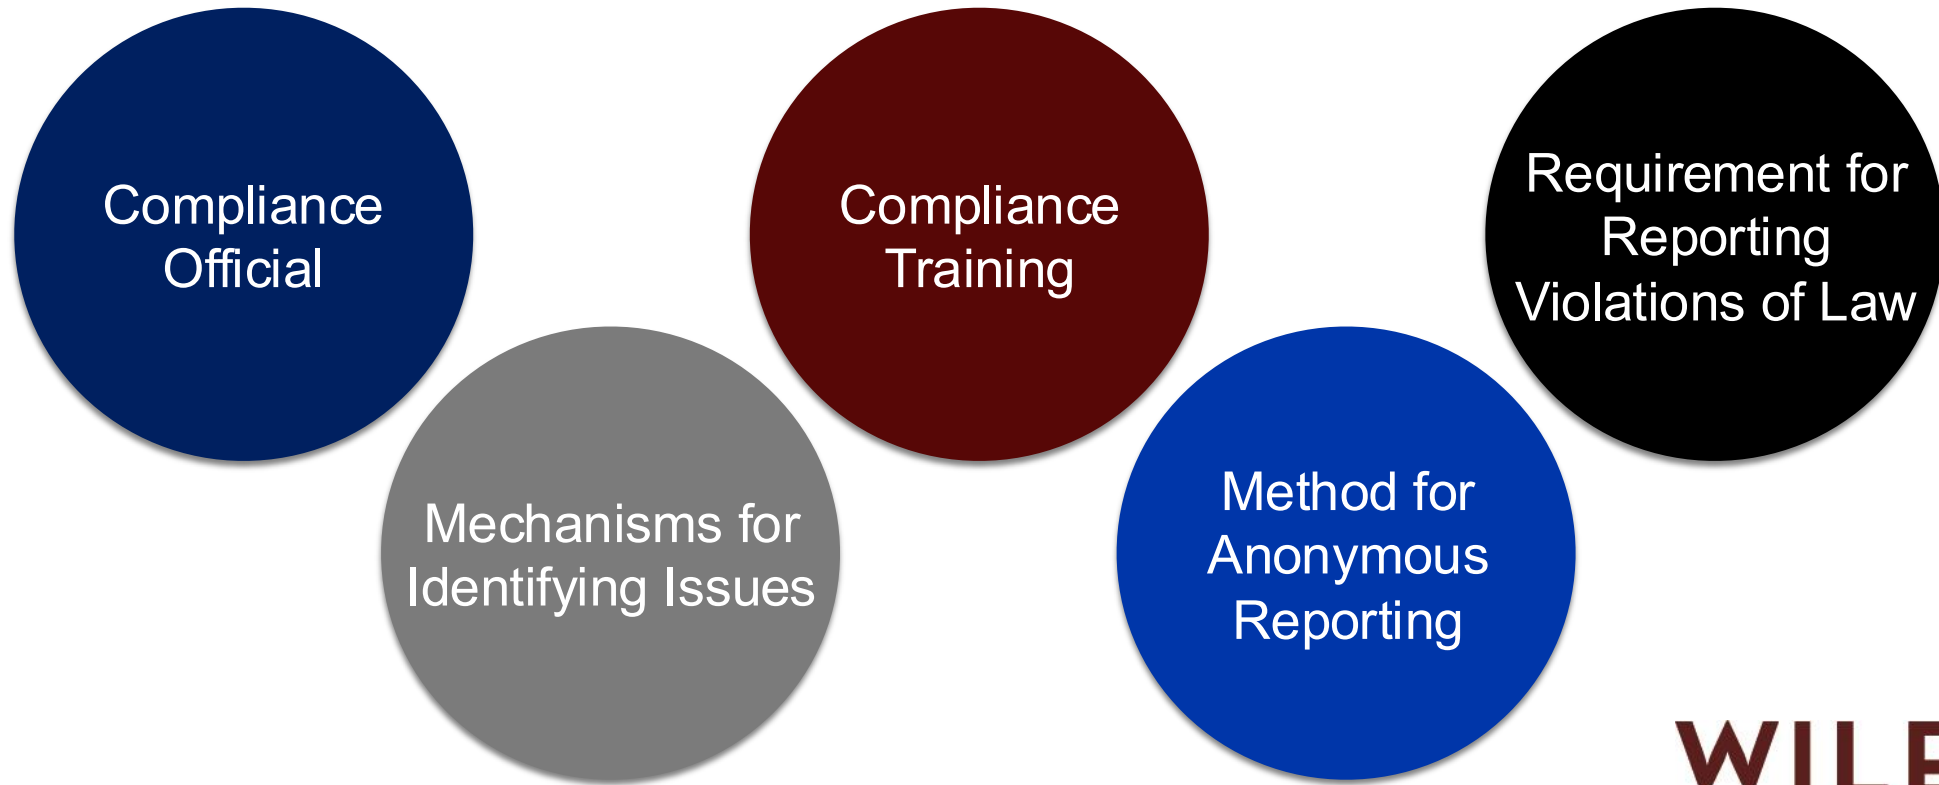 Compliance
Official
Mechanisms for
Identifying Issues
Compliance
Training
Method for
Anonymous
Reporting
Requirement for
Reporting
Violations of Law